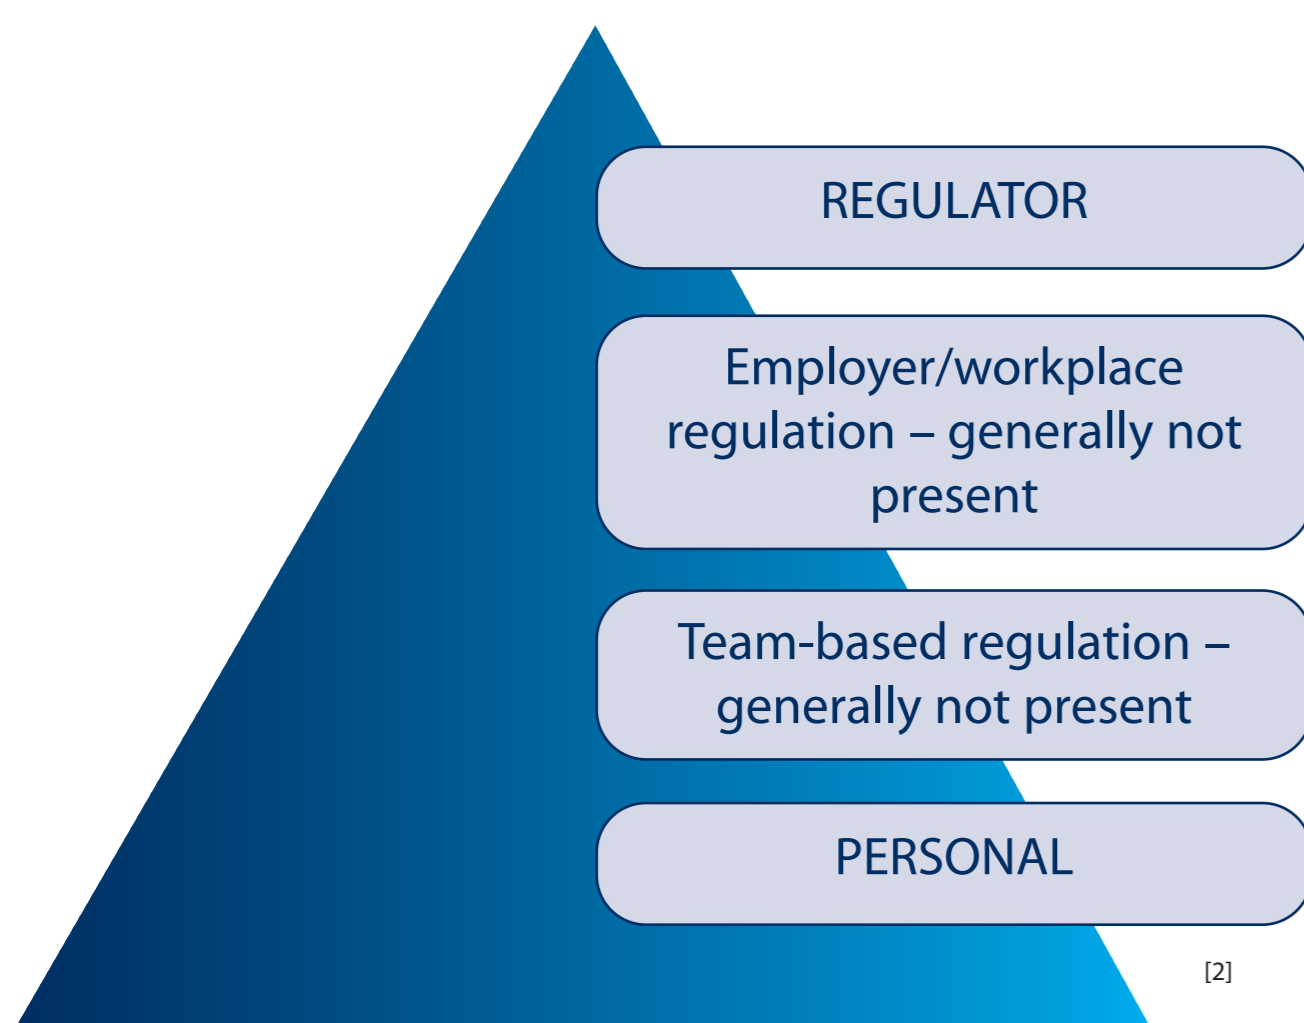 REGULATOR
Employer/workplace
regulation – generally not
present
Team-based regulation –
generally not present
PERSONAL
[2]